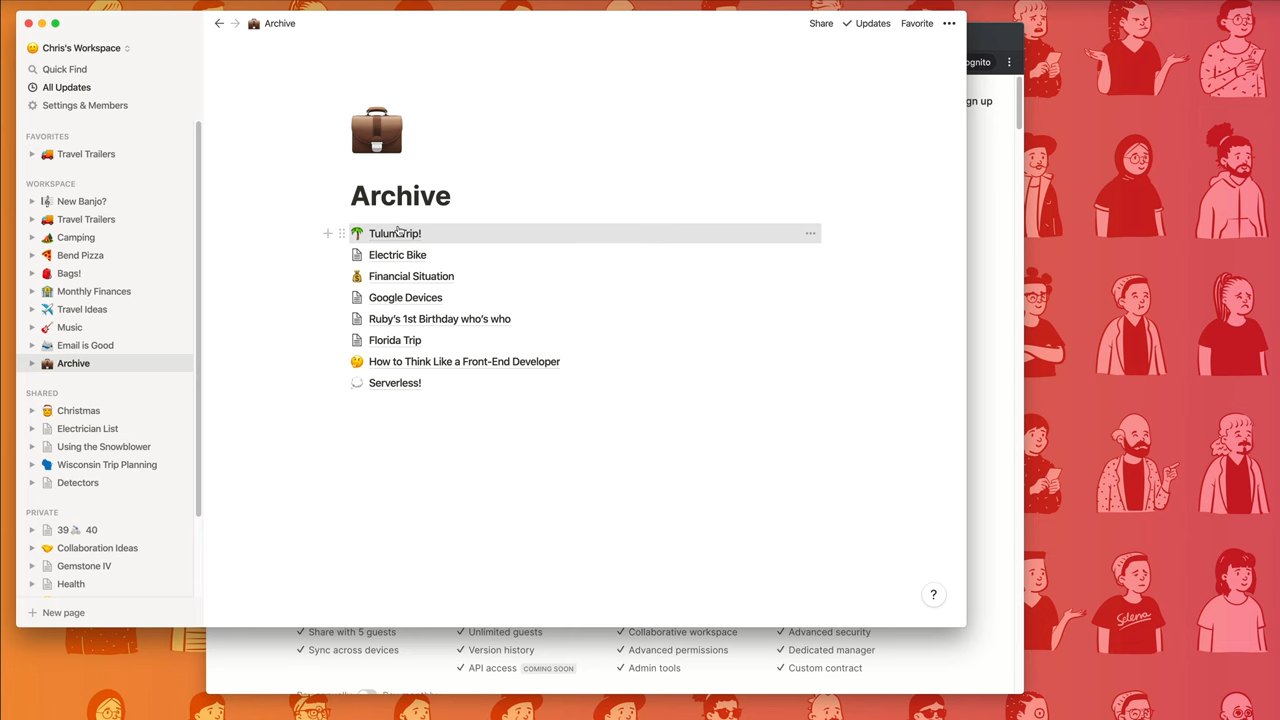 Archive
Share
Updates
Favorite
Chris's Workspace
Quick Find
All Updates
Settings & Members
FAVORITES
Travel Trailers
WORKSPACE
New Banjo?
Travel Trailers
Camping
Bend Pizza
Bags!
Monthly Finances
Travel Ideas
Music
Email is Good
Archive
SHARED
Christmas
Electrician List
Using the Snowblower
Wisconsin Trip Planning
Detectors
PRIVATE
39 40
Collaboration Ideas
Gemstone IV
Health
New page
Archive
Tulum Trip!
Electric Bike
Financial Situation
Google Devices
Ruby's 1st Birthday who's who
Florida Trip
How to Think Like a Front-End Developer
Serverless!
?
ognito
gn up
Share with 5 guests
Unlimited guests
Collaborative workspace
Advanced security
Sync across devices
Version history
Advanced permissions
Dedicated manager
API access COMING SOON
Admin tools
Custom contract
Selena